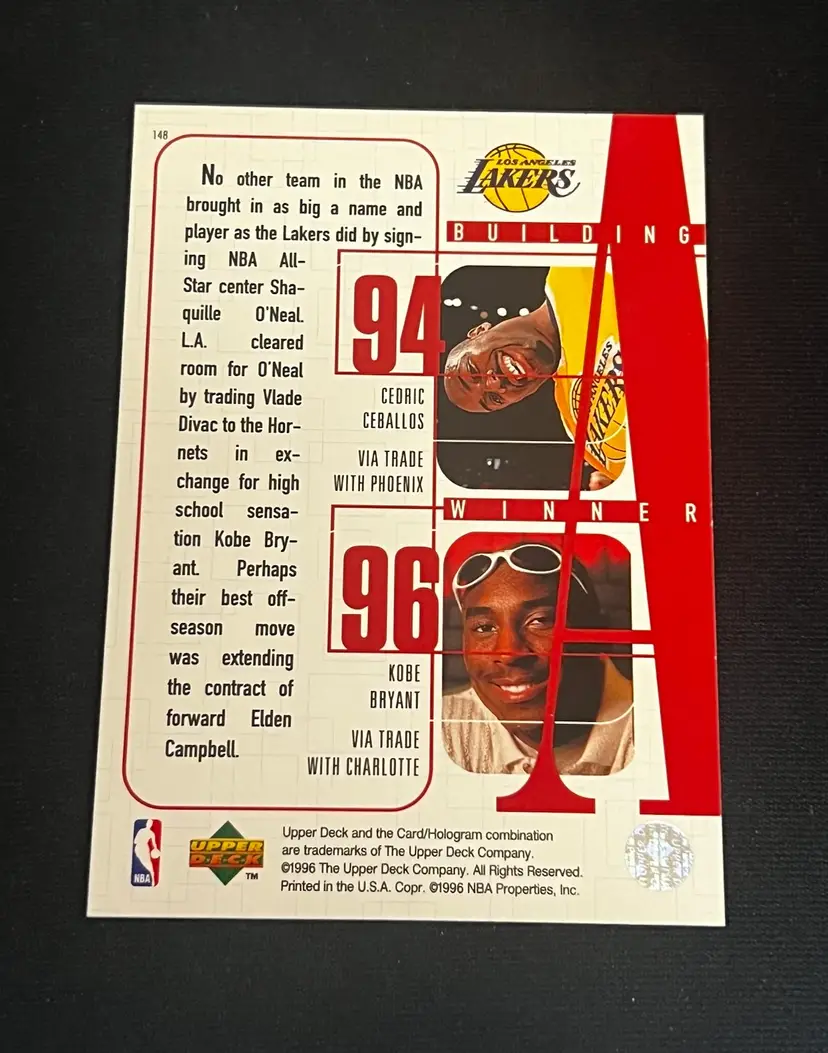 148
No other team in the NBA
brought in as big a name and
player as the Lakers did by sign-
ing NBA All-
Star center Sha-
quille O'Neal.
L.A. cleared
room for O'Neal
by trading Vlade
Divac to the Hor-
nets in ex-
change for high
school sensa-
tion Kobe Bry-
ant. Perhaps
their best off-
season move
was extending
the contract of
forward Elden
Campbell.
LOS ANGELES
LAKERS
BUILDING
A
94
CEDRIC
CEBALLOS
VIA TRADE
WITH PHOENIX
ANGELES
LAKERS
WINNER
96
KOBE
BRYANT
VIA TRADE
WITH CHARLOTTE
NBA
UPPER
DECK
TM
Upper Deck and the Card/Hologram combination
are trademarks of The Upper Deck Company.
©1996 The Upper Deck Company. All Rights Reserved.
Printed in the U.S.A. Copr. ©1996 NBA Properties, Inc.